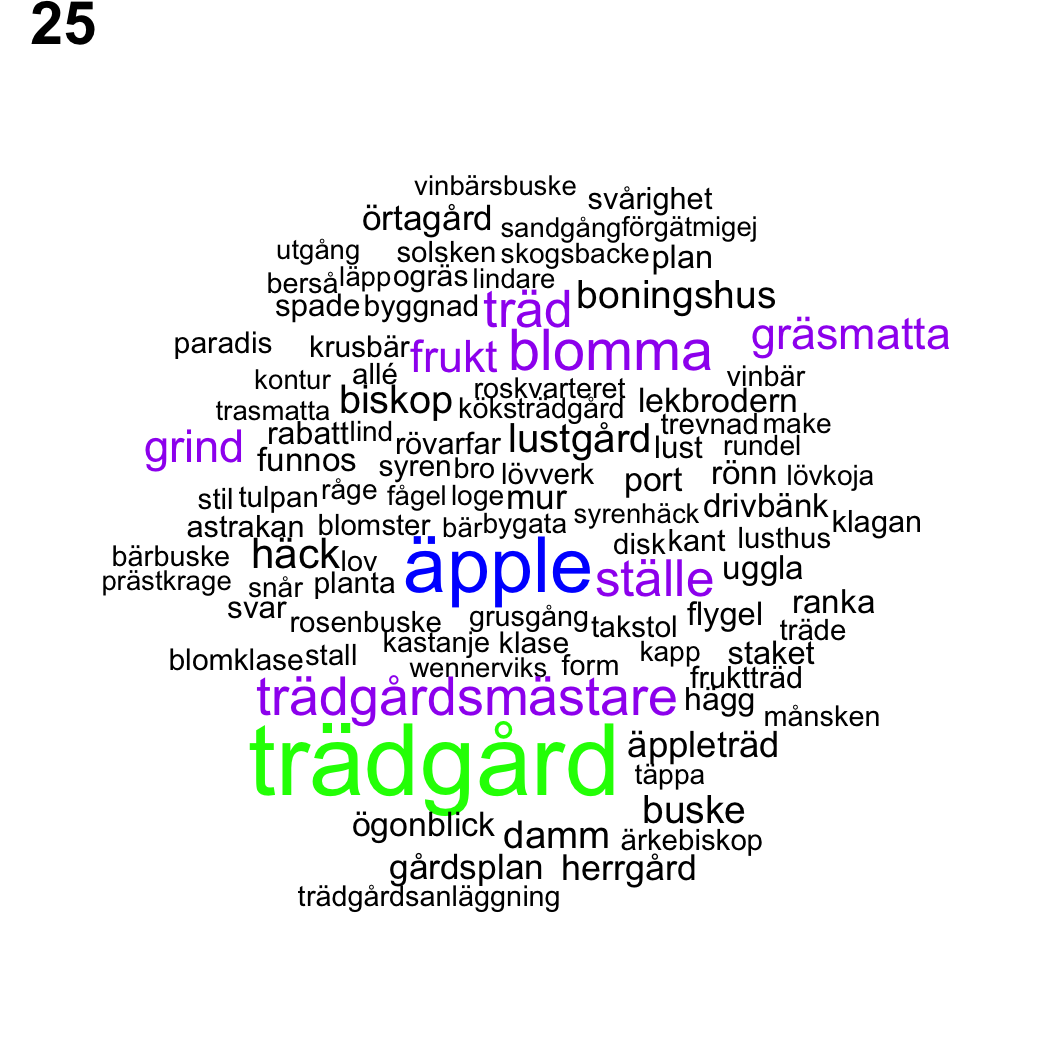 25
vinbärsbuske svårighet
örtagård sandgång förgätmigej
utgång solsken skogsbacke plan
berså läpp ogräs lindare
spade byggnad träd boningshus
paradis krusbär frukt blomma gräsmatta
kontur allé roskvarteret vinbär
trasmatta biskop köksträdgård lekbrodern
grind rabatt lind rövarfar lustgård lust trevnad make rundel
funnos syren bro lövverk port rönn lövkoja
stil tulpan råge fågel loge mur syrenhäck drivbänk
astrakan blomster bär bygata klagan
bärbuske häck lov äpple disk kant lusthus
prästkrage snår planta ställe uggla
svar rosenbuske grusgång takstol flygel ranka
blomklase stall kastanje klase kapp staket träde
wennerviks form fruktträd
trädgårdsmästare hägg månsken
trädgård äppleträd
täppa
buske
ögonblick damm ärkebiskop
gårdsplan herrgård
trädgårdsanläggning